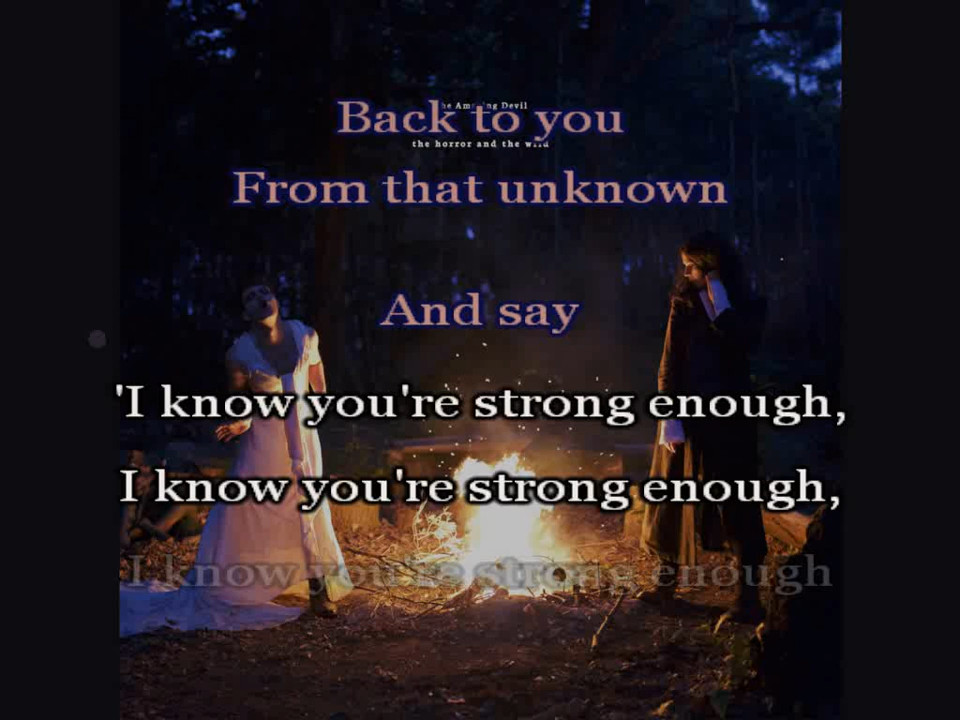 The Amazing Devil
Back to you
the horror and the wild
From that unknown
And say
'I know you're strong enough,
I know you're strong enough,
I know you're strong enough